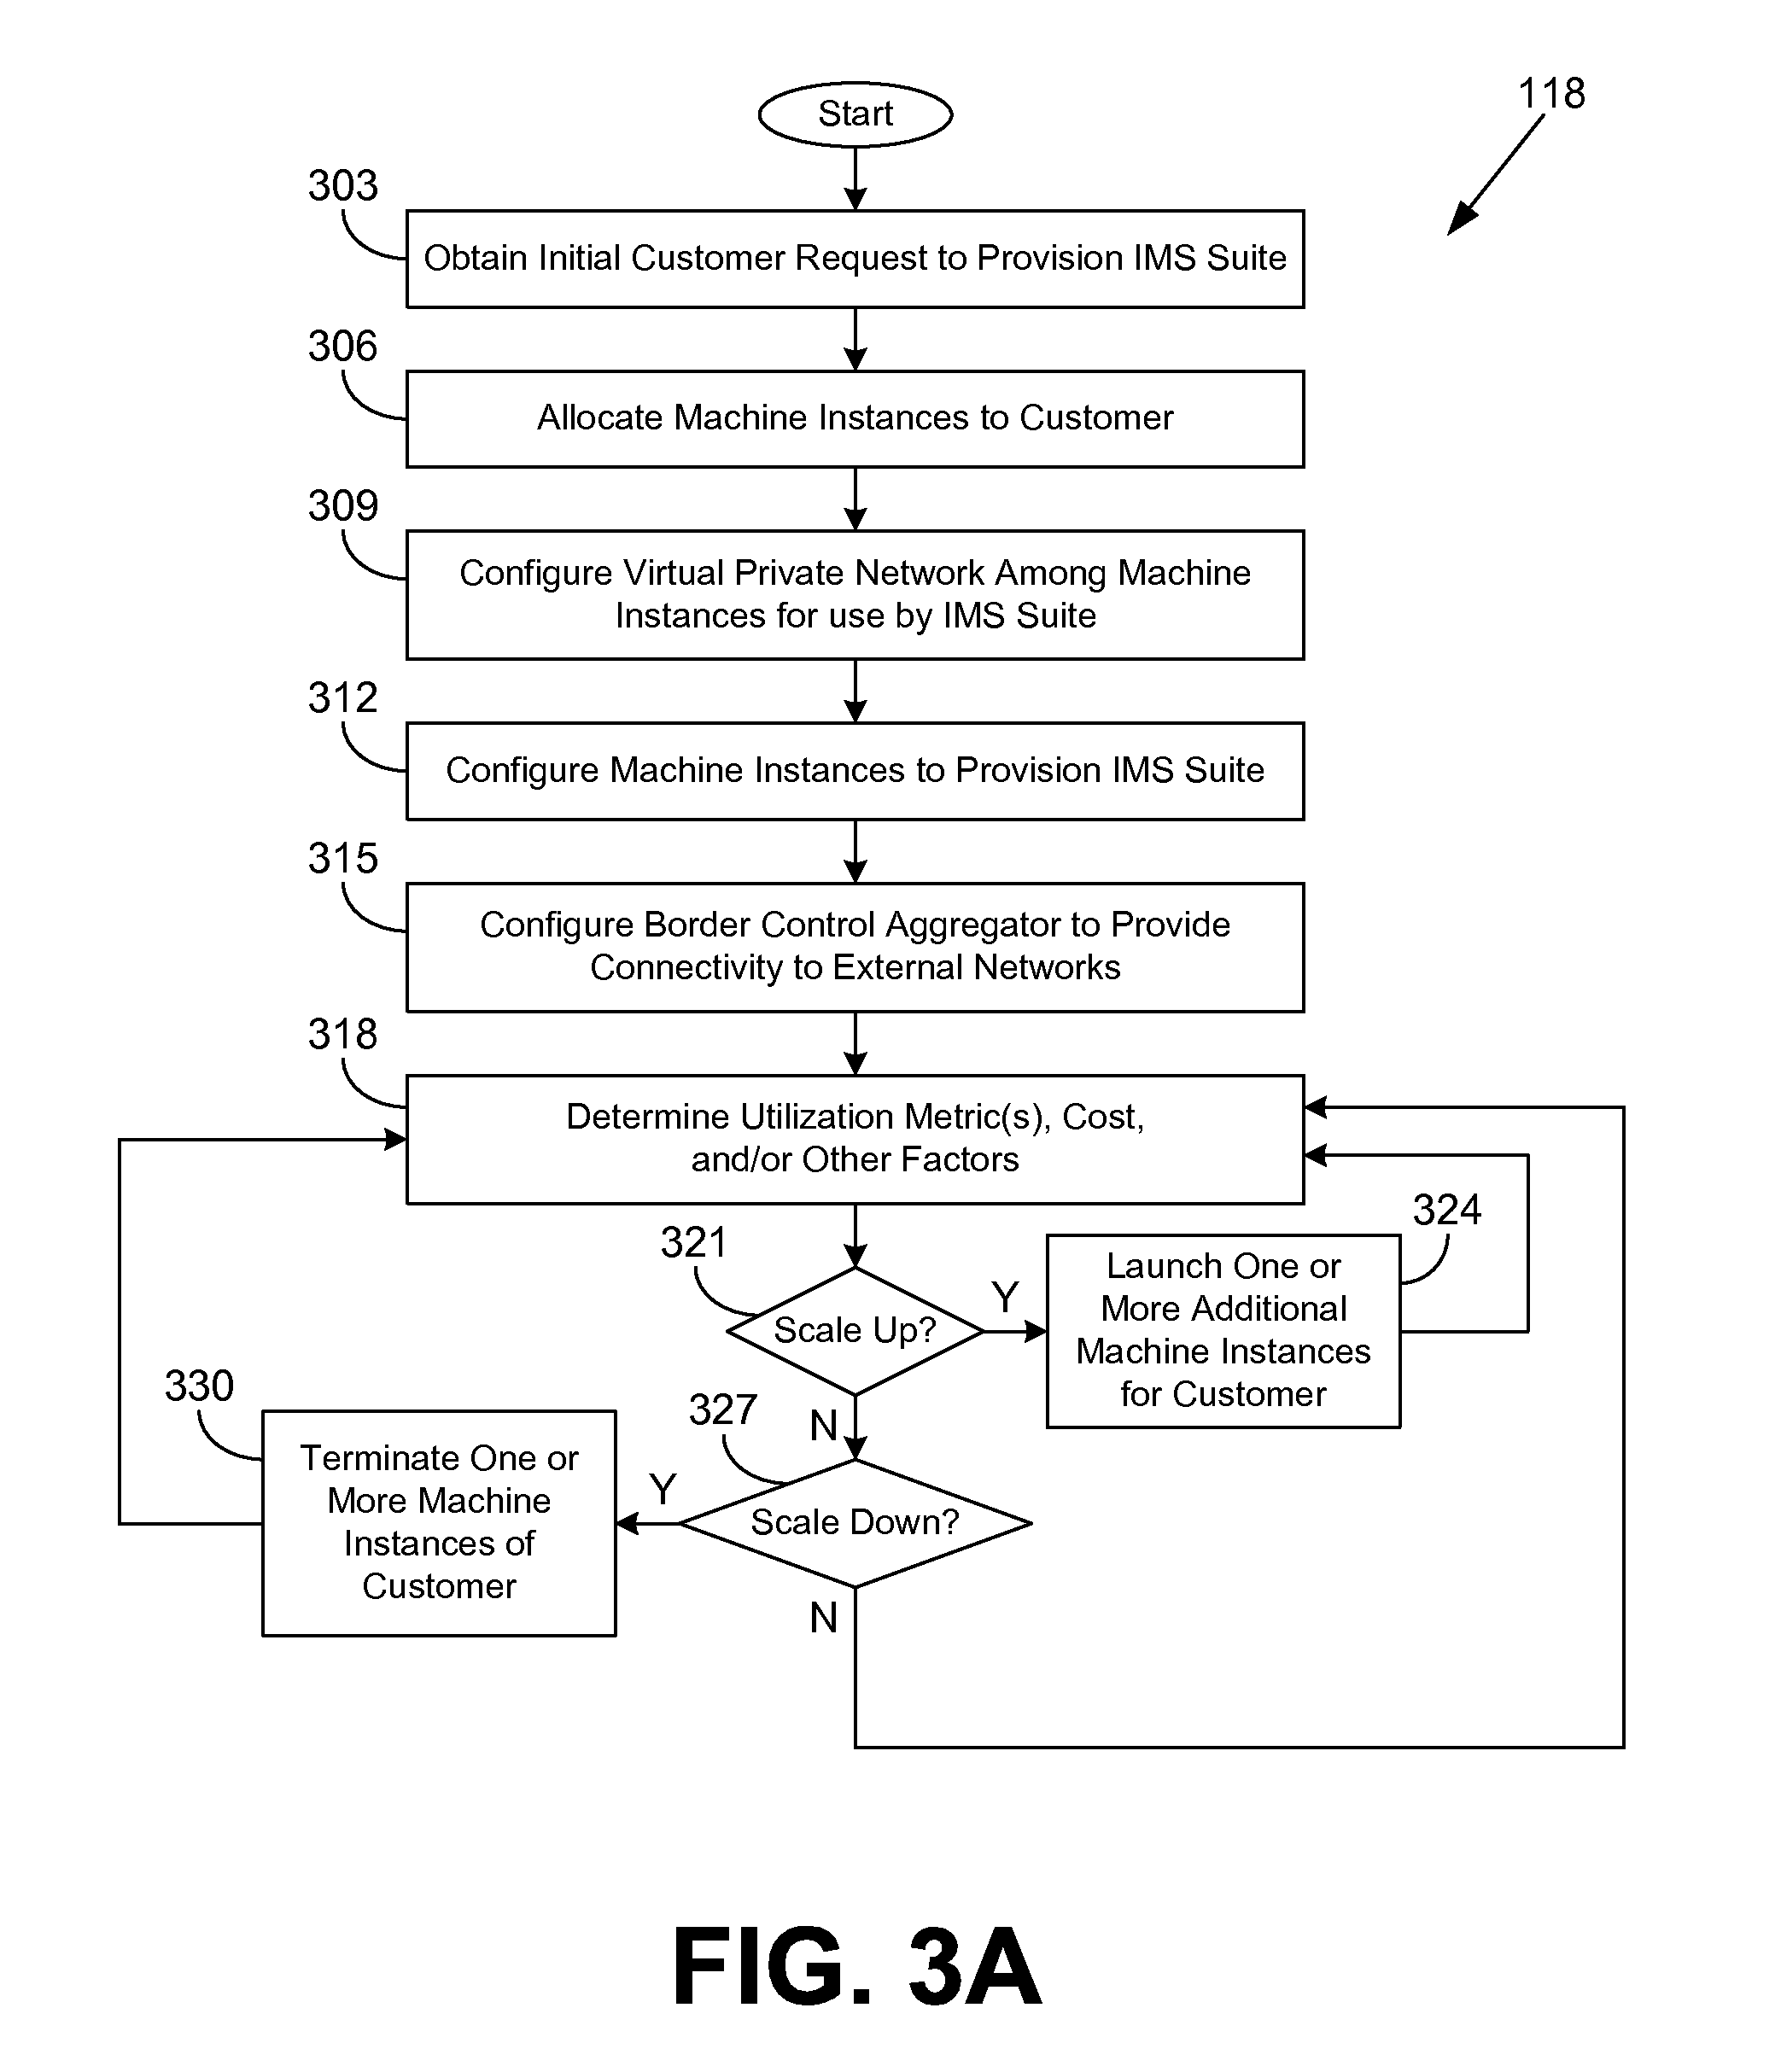 118
Start
303
Obtain Initial Customer Request to Provision IMS Suite
306
Allocate Machine Instances to Customer
309
Configure Virtual Private Network Among Machine
Instances for use by IMS Suite
312
Configure Machine Instances to Provision IMS Suite
315
Configure Border Control Aggregator to Provide
Connectivity to External Networks
318
Determine Utilization Metric(s), Cost,
and/or Other Factors
321
Scale Up?
Y
324
Launch One or
More Additional
Machine Instances
for Customer
N
327
Scale Down?
Y
330
Terminate One or
More Machine
Instances of
Customer
N
FIG. 3A